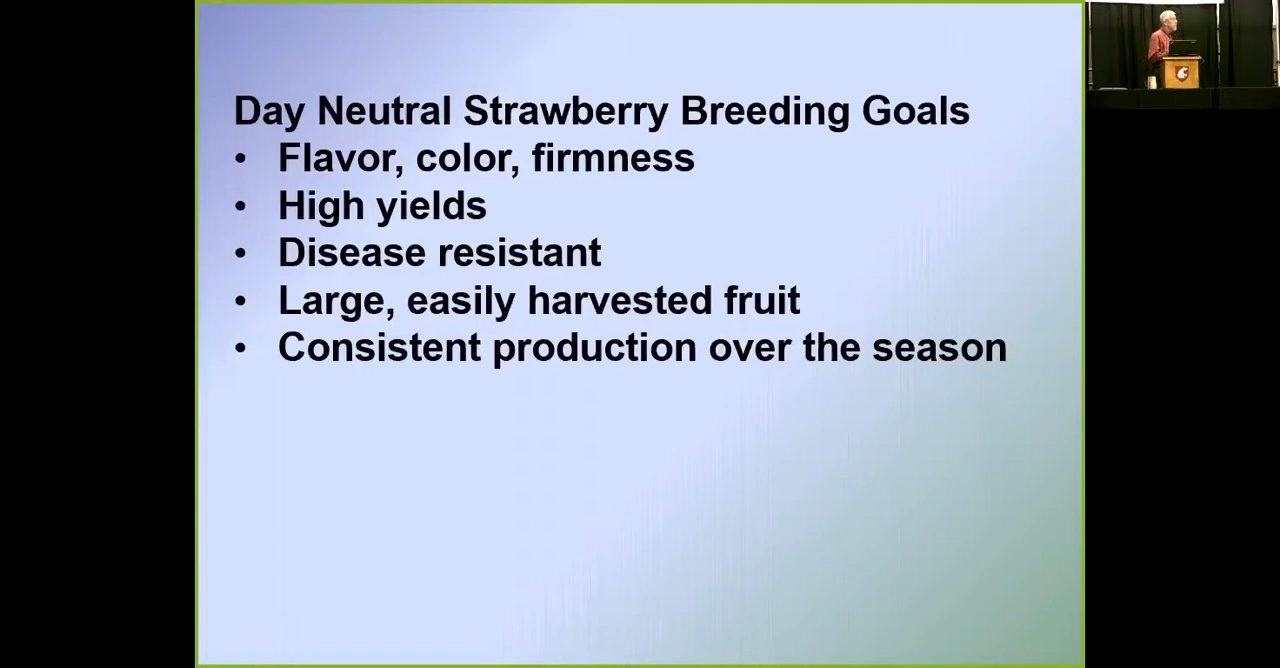 Day Neutral Strawberry Breeding Goals
• Flavor, color, firmness
• High yields
• Disease resistant
• Large, easily harvested fruit
• Consistent production over the season